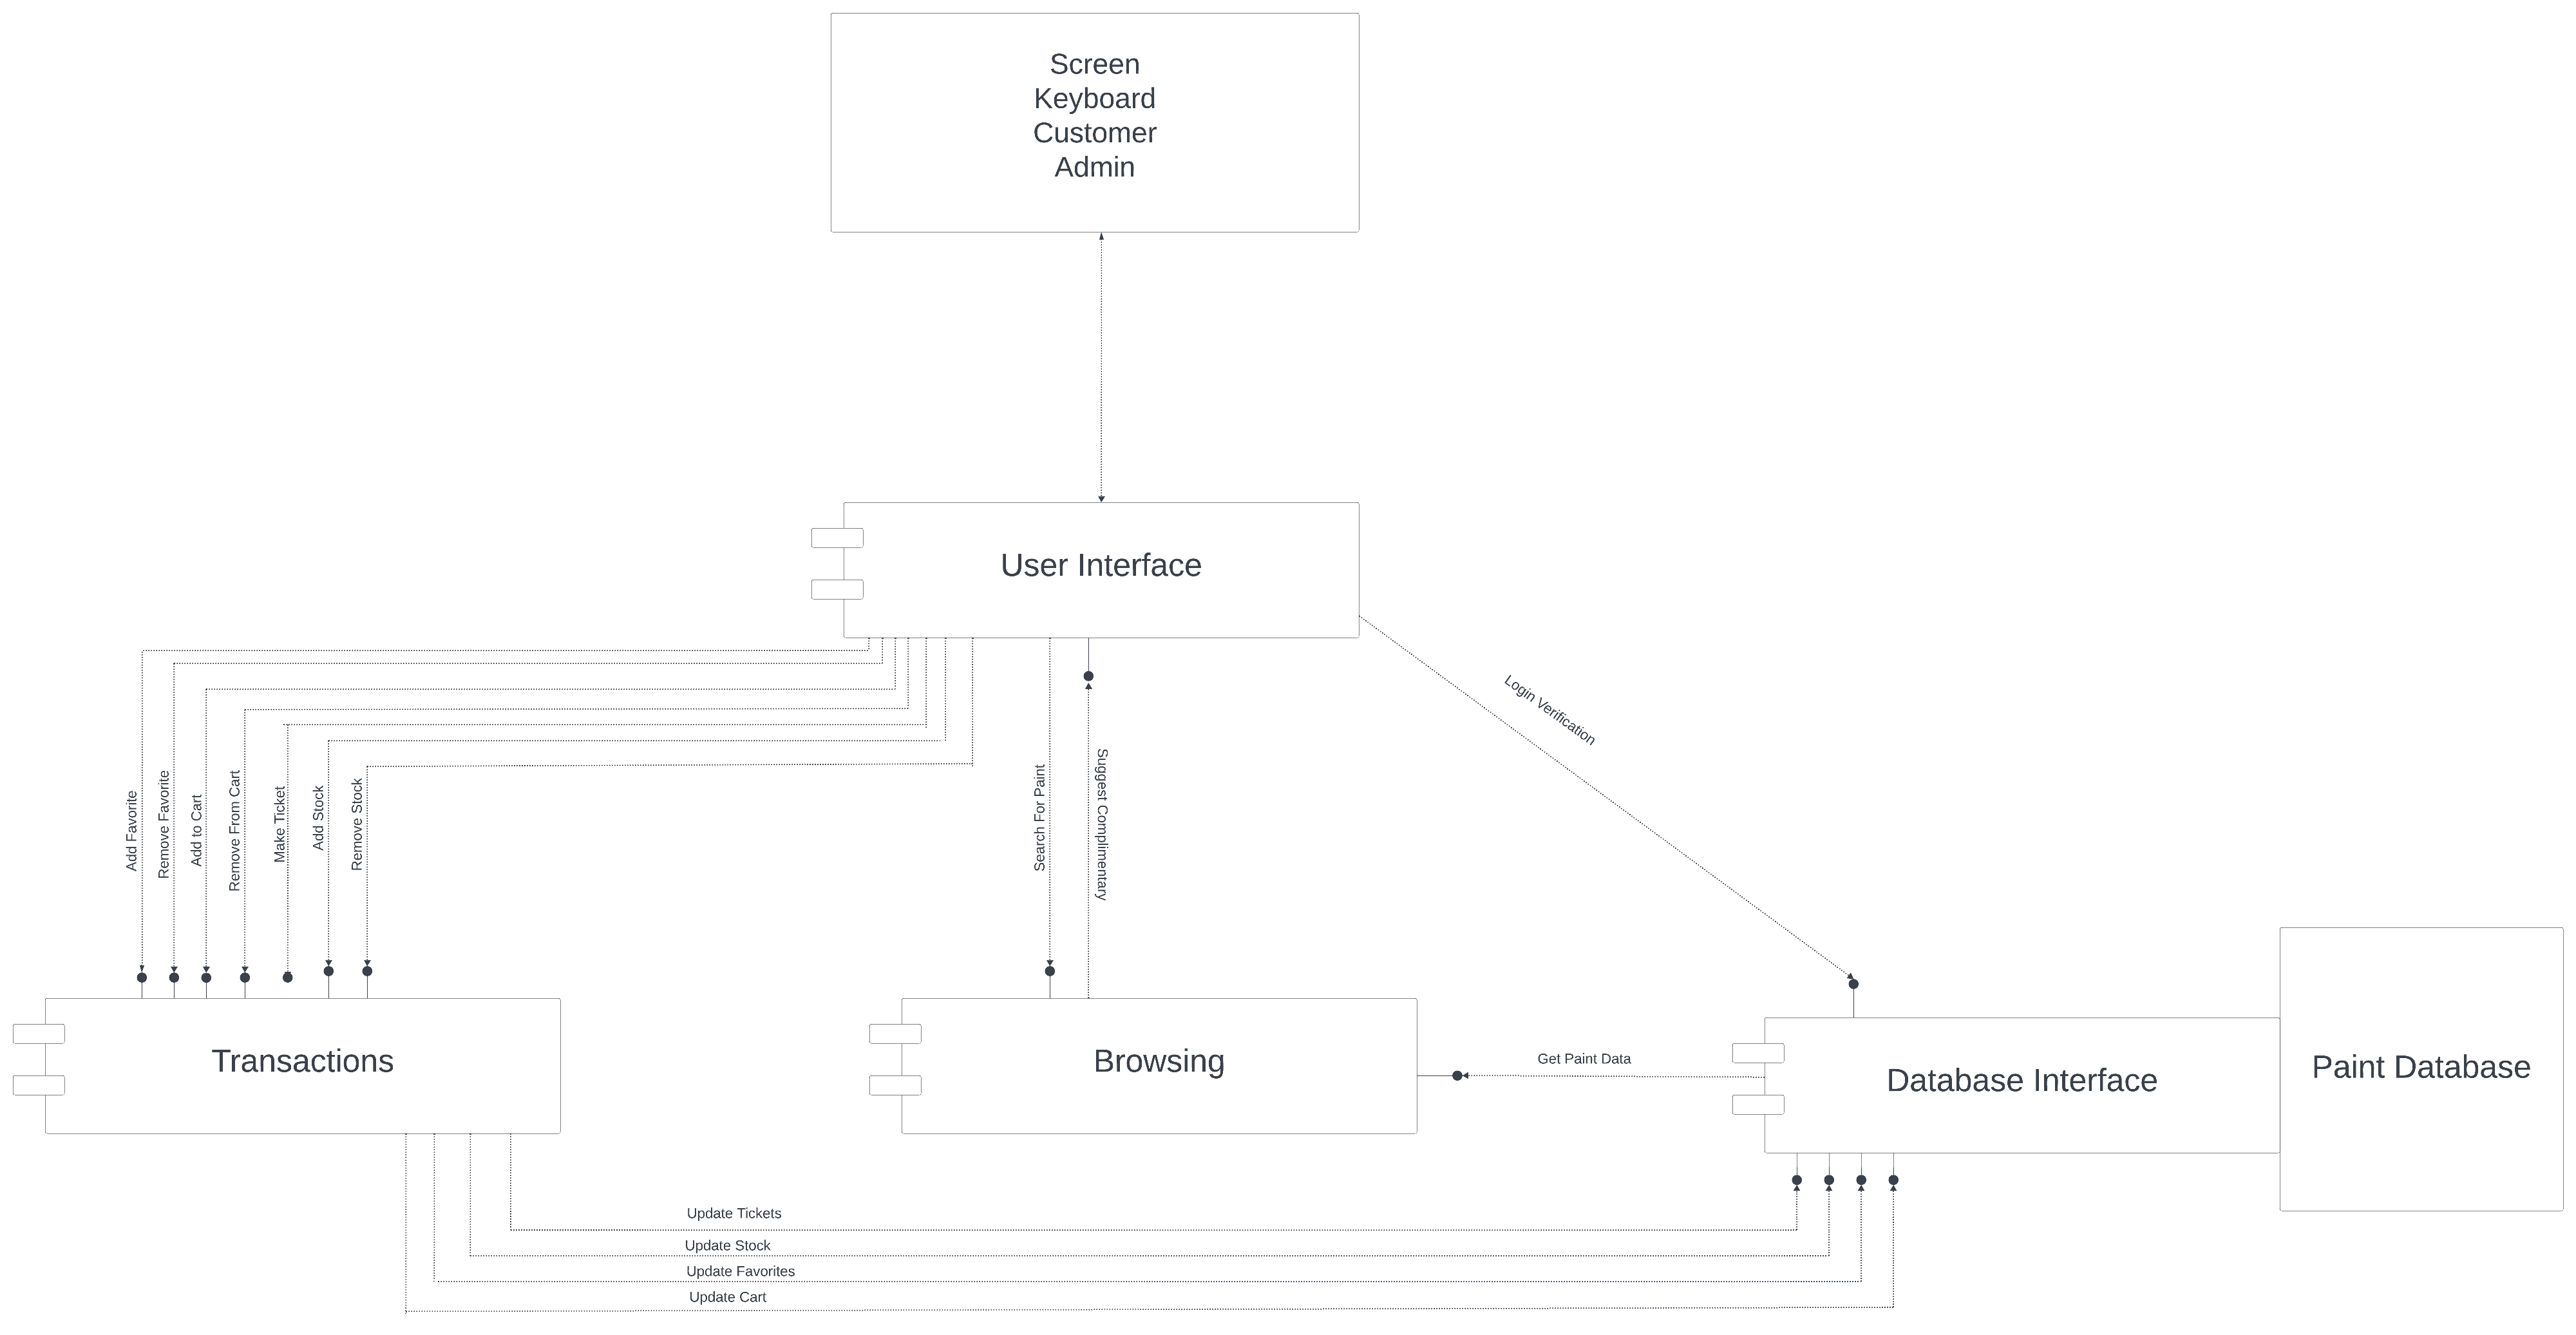 Screen
Keyboard
Customer
Admin
User Interface
Login Verification
Add Favorite
Remove Favorite
Add to Cart
Remove From Cart
Make Ticket
Add Stock
Remove Stock
Search For Paint
Suggest Complimentary
Transactions
Browsing
Get Paint Data
Database Interface
Paint Database
Update Tickets
Update Stock
Update Favorites
Update Cart